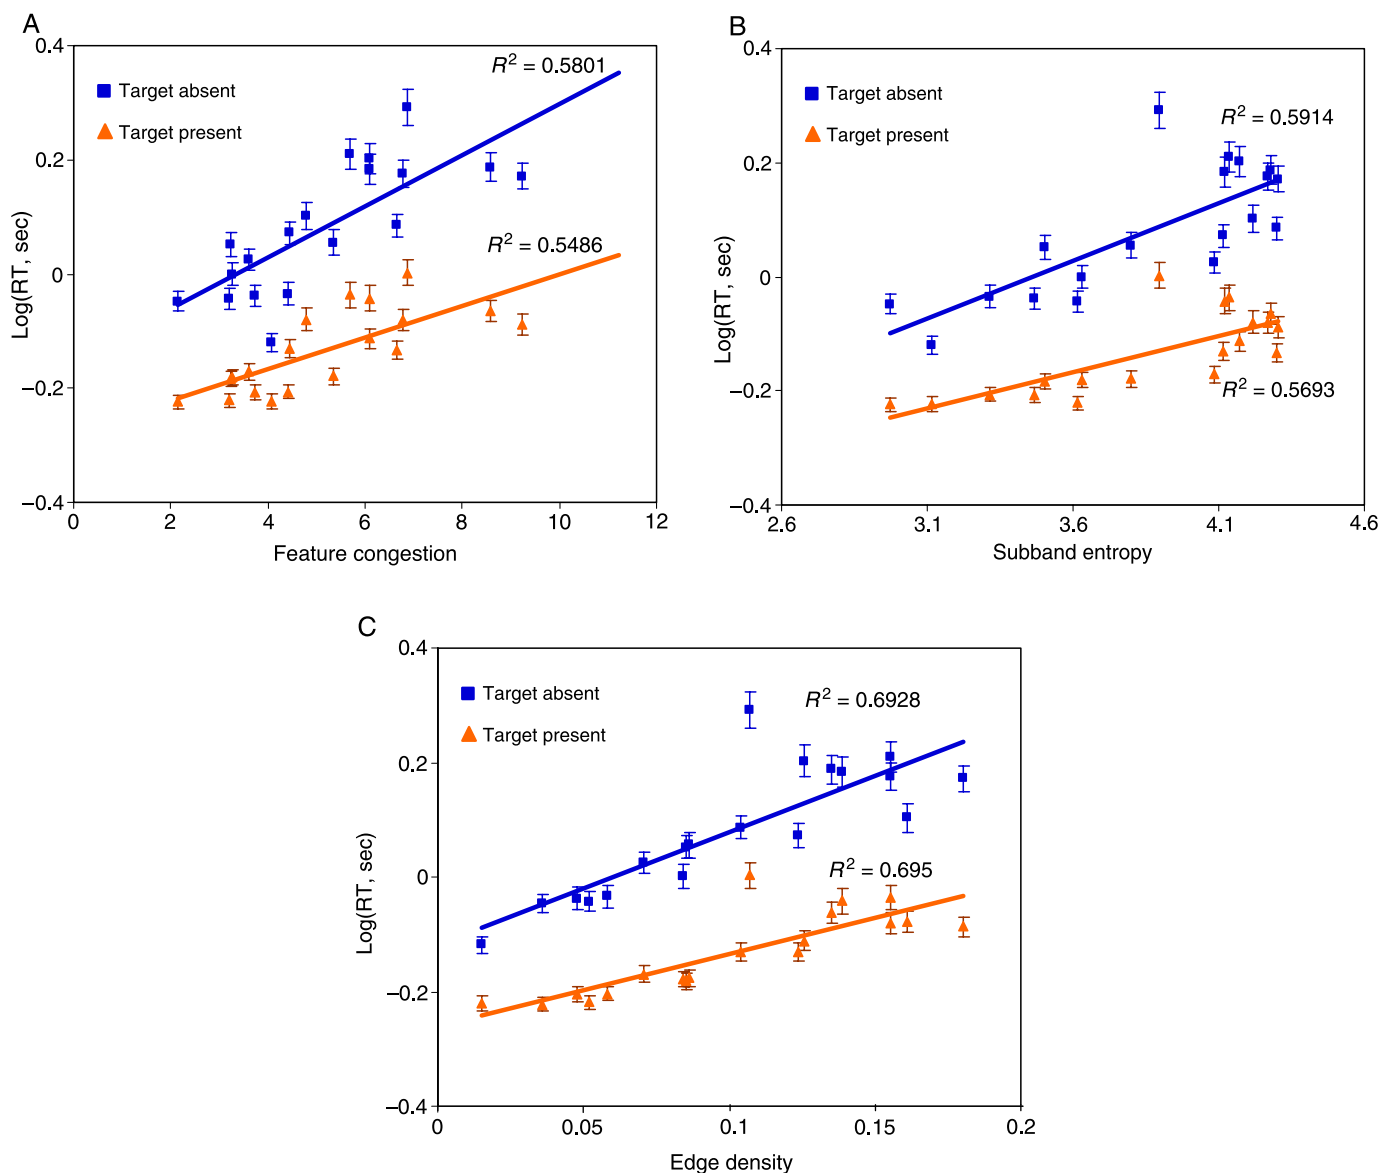 A
0.4
0.2
0
−0.2
−0.4
Log(RT, sec)
Target absent
Target present
R² = 0.5801
R² = 0.5486
0 2 4 6 8 10 12
Feature congestion
B
0.4
0.2
0
−0.2
−0.4
Log(RT, sec)
Target absent
Target present
R² = 0.5914
R² = 0.5693
2.6 3.1 3.6 4.1 4.6
Subband entropy
C
0.4
0.2
0
−0.2
−0.4
Log(RT, sec)
Target absent
Target present
R² = 0.6928
R² = 0.695
0 0.05 0.1 0.15 0.2
Edge density